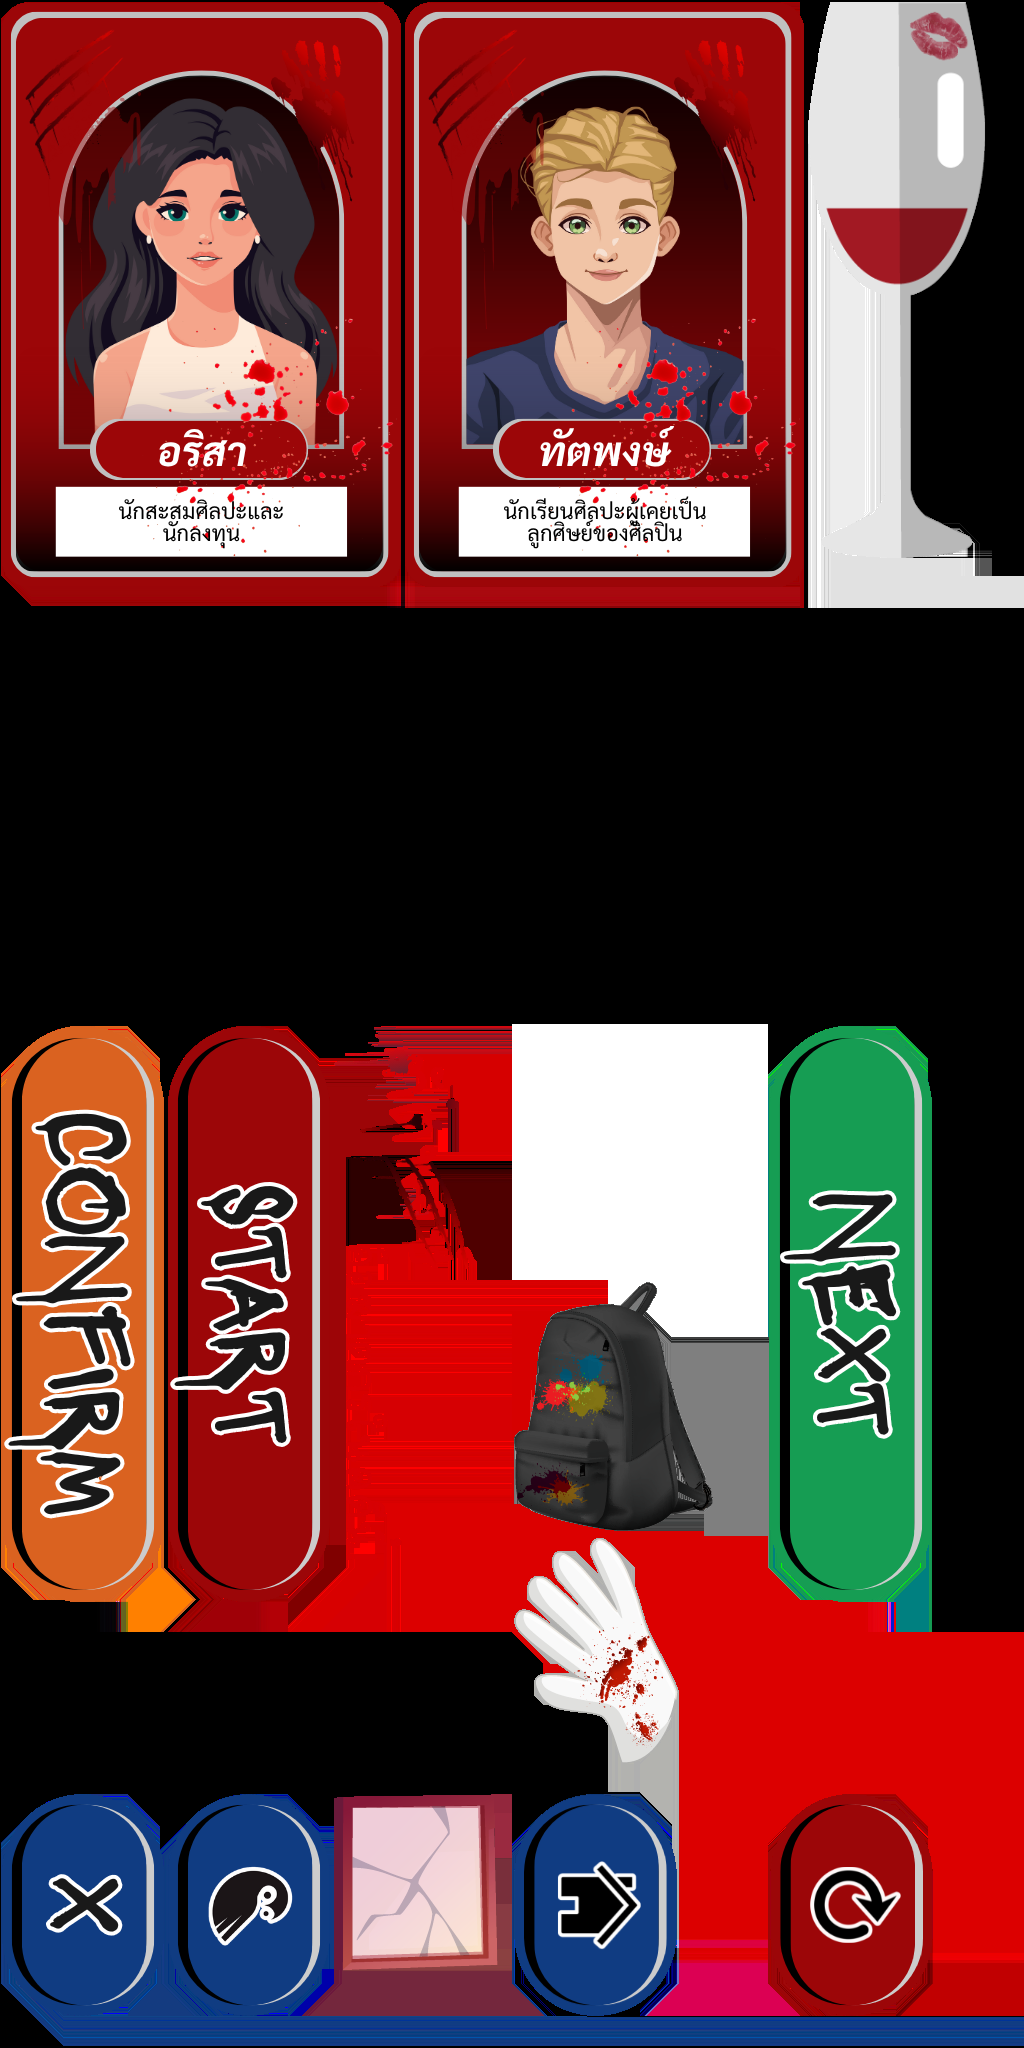 อริสา
นักสะสมศิลปะและ
นักลงทุน
ทัตพงษ์
นักเรียนศิลปะผู้เคยเป็น
ลูกศิษย์ของศิลปิน
CONFIRM
START
NEXT